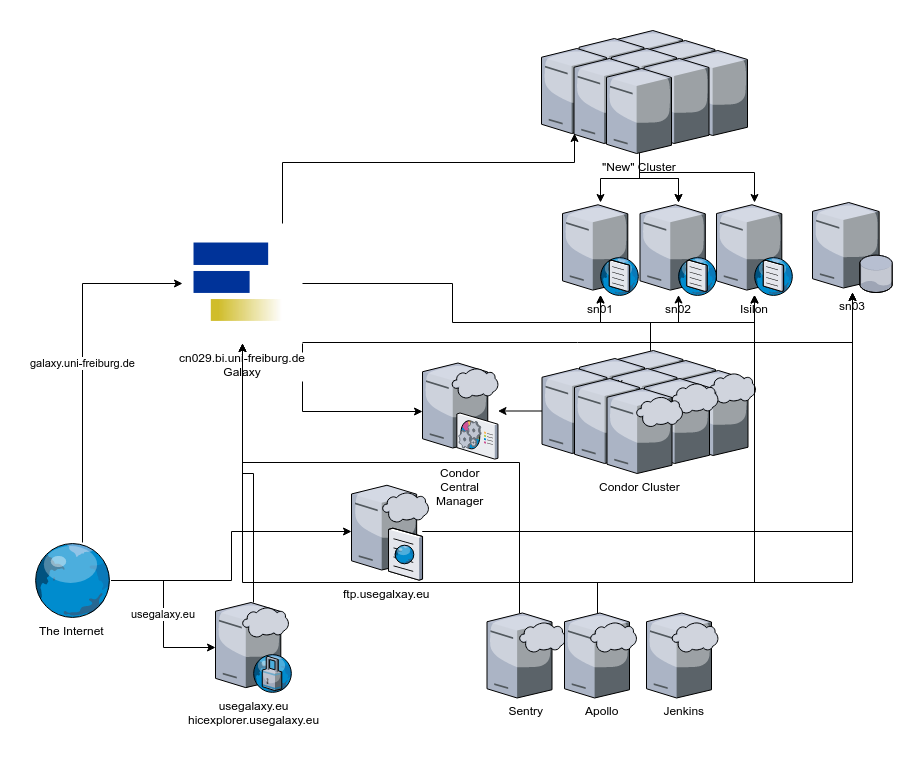 "New" Cluster
sn01
sn02
Isilon
sn03
galaxy.uni-freiburg.de
cn029.bi.uni-freiburg.de
Galaxy
Condor
Central
Manager
Condor Cluster
ftp.usegalxay.eu
usegalaxy.eu
The Internet
usegalaxy.eu
hicexplorer.usegalaxy.eu
Sentry
Apollo
Jenkins